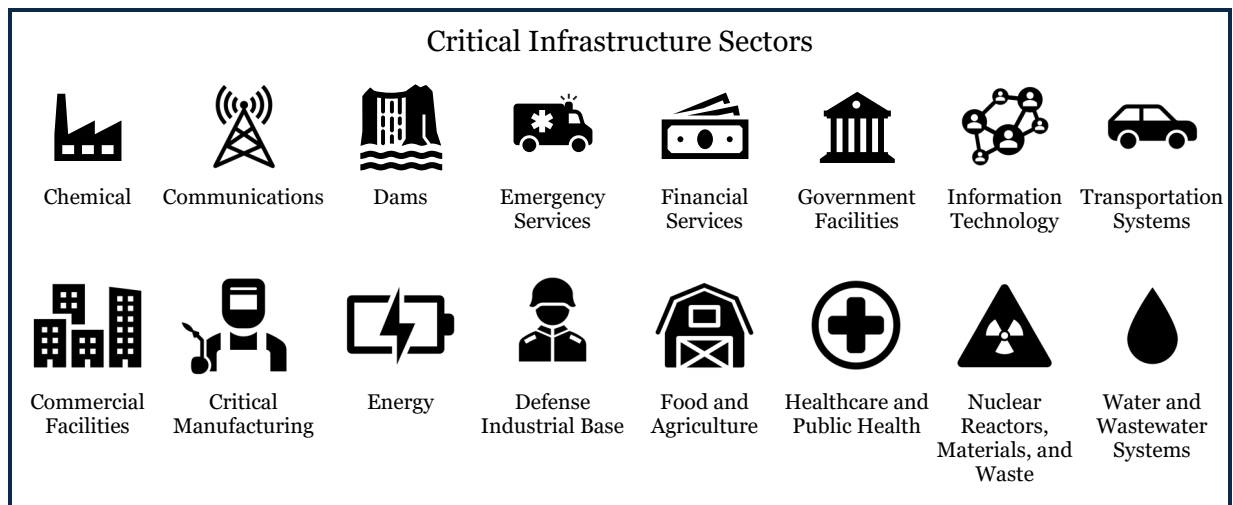 Critical Infrastructure Sectors
Chemical
Communications
Dams
Emergency
Services
Financial
Services
Government
Facilities
Information
Technology
Transportation
Systems
Commercial
Facilities
Critical
Manufacturing
Energy
Defense
Industrial Base
Food and
Agriculture
Healthcare and
Public Health
Nuclear
Reactors,
Materials, and
Waste
Water and
Wastewater
Systems